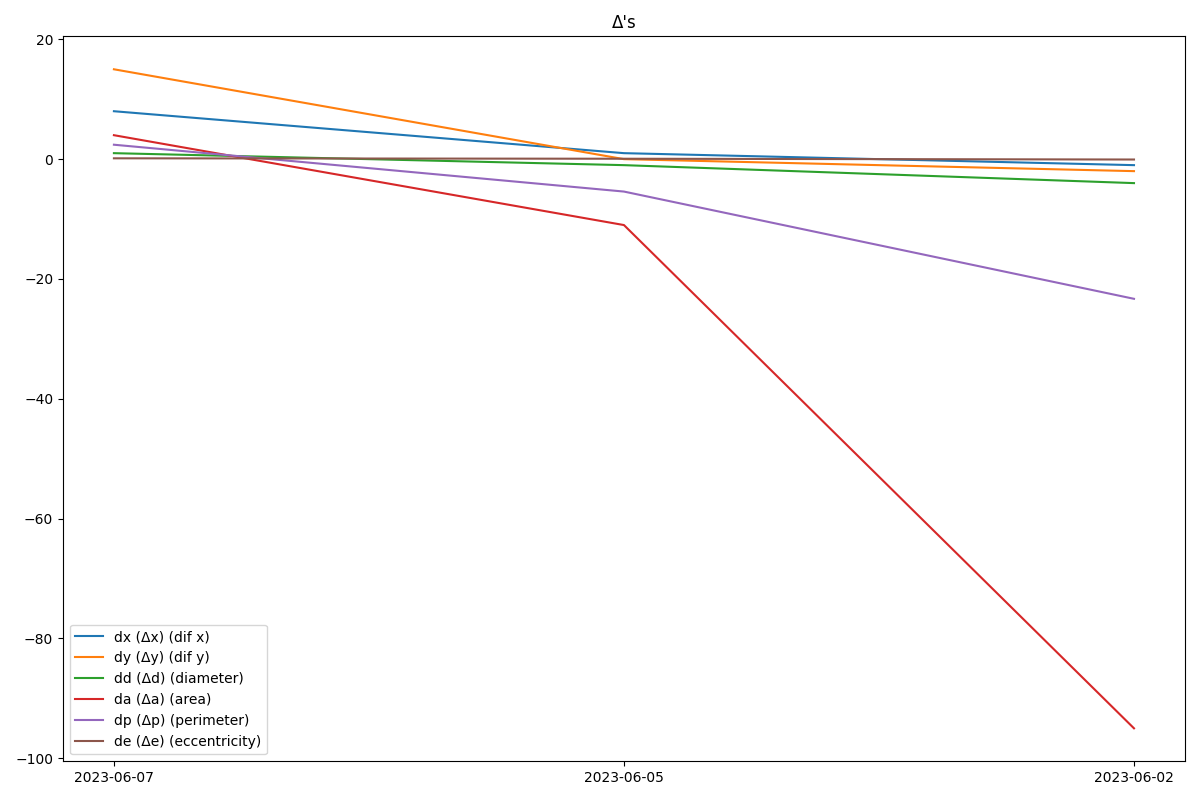 Δ's
20
0
−20
−40
−60
−80
−100
dx (Δx) (dif x)
dy (Δy) (dif y)
dd (Δd) (diameter)
da (Δa) (area)
dp (Δp) (perimeter)
de (Δe) (eccentricity)
2023-06-07
2023-06-05
2023-06-02